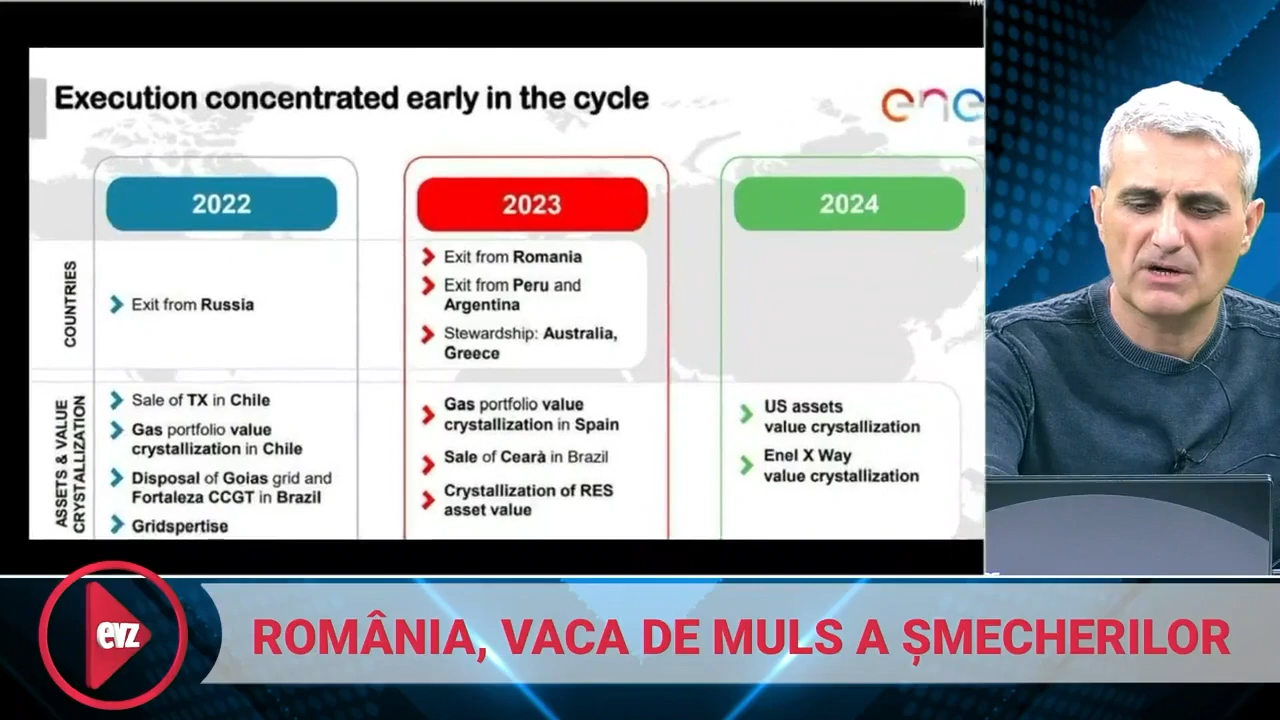 Execution concentrated early in the cycle
ene
2022
2023
2024
COUNTRIES
Exit from Russia
Exit from Romania
Exit from Peru and
Argentina
Stewardship: Australia,
Greece
ASSETS & VALUE
CRYSTALLIZATION
Sale of TX in Chile
Gas portfolio value
crystallization in Chile
Disposal of Goias grid and
Fortaleza CCGT in Brazil
Gridspertise
Gas portfolio value
crystallization in Spain
Sale of Cearà in Brazil
Crystallization of RES
asset value
US assets
value crystallization
Enel X Way
value crystallization
evz
ROMÂNIA, VACA DE MULS A ȘMECHERILOR